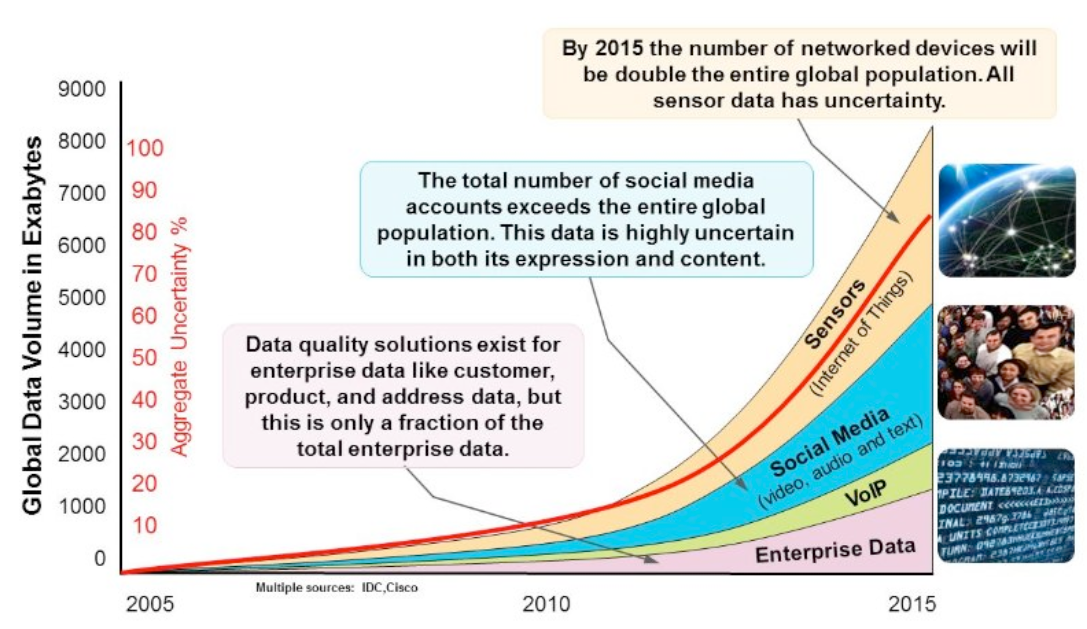 By 2015 the number of networked devices will
be double the entire global population. All
sensor data has uncertainty.
The total number of social media
accounts exceeds the entire global
population. This data is highly uncertain
in both its expression and content.
Data quality solutions exist for
enterprise data like customer,
product, and address data, but
this is only a fraction of the
total enterprise data.
Global Data Volume in Exabytes
9000
8000
7000
6000
5000
4000
3000
2000
1000
0
Aggregate Uncertainty %
100
90
80
70
60
50
40
30
20
10
Sensors
(Internet of Things)
Social Media
(video, audio and text)
VoIP
Enterprise Data
Multiple sources: IDC,Cisco
2005
2010
2015
DOCUMENT